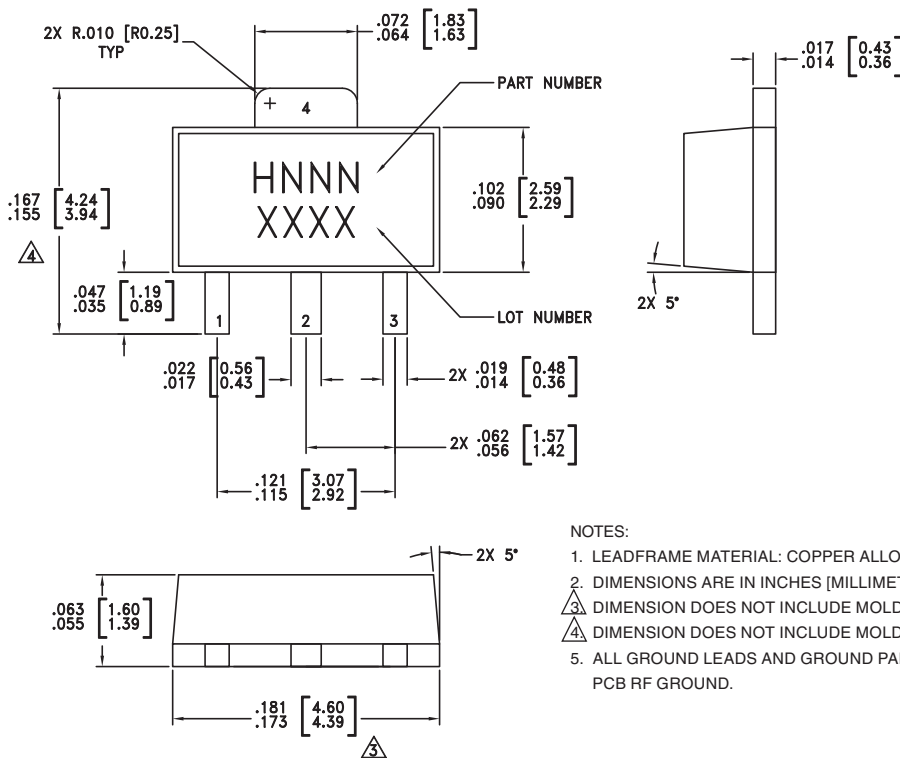 2X R.010 [R0.25]
TYP
.072 [1.83]
.064 [1.63]
.017 [0.43]
.014 [0.36]
PART NUMBER
+ 4
HNNN
XXXX
.167 [4.24]
.155 [3.94]
4
.102 [2.59]
.090 [2.29]
.047 [1.19]
.035 [0.89]
1 2 3
LOT NUMBER
2X 5°
.022 [0.56]
.017 [0.43]
2X .019 [0.48]
.014 [0.36]
2X .062 [1.57]
.056 [1.42]
.121 [3.07]
.115 [2.92]
2X 5°
.063 [1.60]
.055 [1.39]
.181 [4.60]
.173 [4.39]
3
NOTES:
1. LEADFRAME MATERIAL: COPPER ALLO
2. DIMENSIONS ARE IN INCHES [MILLIMET
3. DIMENSION DOES NOT INCLUDE MOLD
4. DIMENSION DOES NOT INCLUDE MOLD
5. ALL GROUND LEADS AND GROUND PA
PCB RF GROUND.